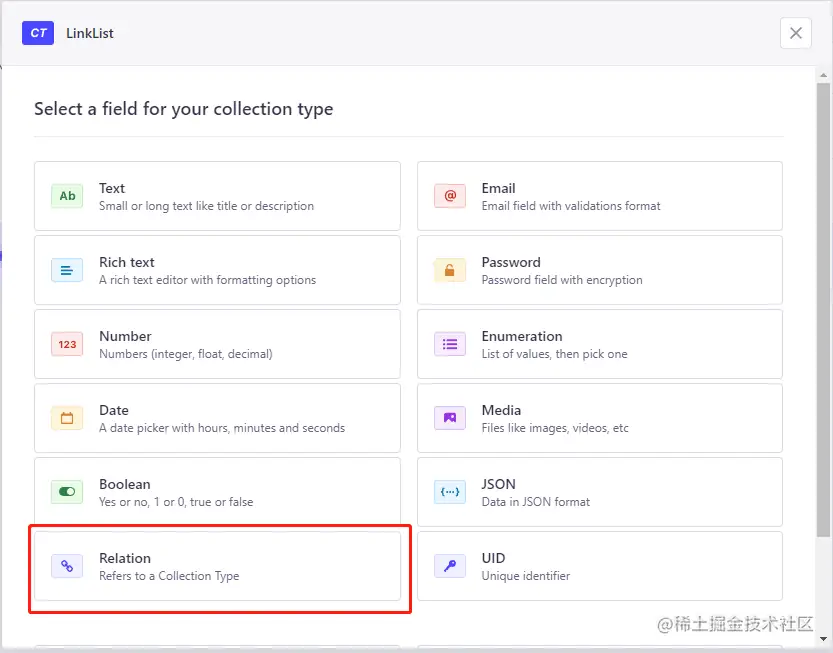 CT LinkList
Select a field for your collection type
Ab Text
Small or long text like title or description
@ Email
Email field with validations format
Rich text
A rich text editor with formatting options
Password
Password field with encryption
123 Number
Numbers (integer, float, decimal)
Enumeration
List of values, then pick one
Date
A date picker with hours, minutes and seconds
Media
Files like images, videos, etc
Boolean
Yes or no, 1 or 0, true or false
{···} JSON
Data in JSON format
Relation
Refers to a Collection Type
UID
Unique identifier
@稀土掘金技术社区